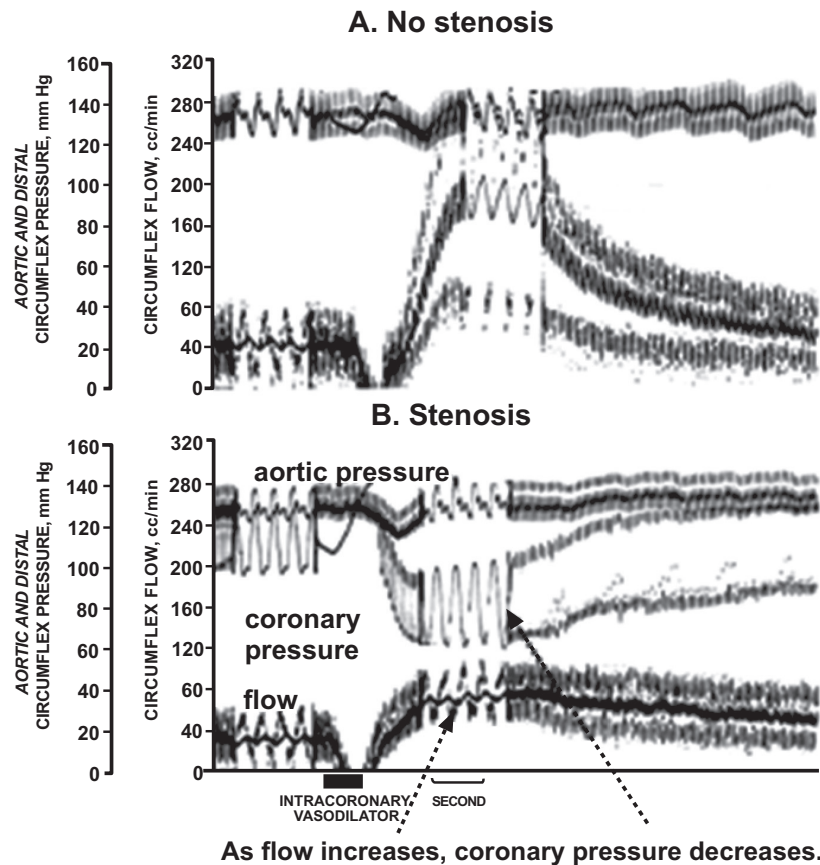 A. No stenosis
AORTIC AND DISTAL
CIRCUMFLEX PRESSURE, mm Hg
160
140
120
100
80
60
40
20
0
CIRCUMFLEX FLOW, cc/min
320
280
240
200
160
120
60
40
0
B. Stenosis
AORTIC AND DISTAL
CIRCUMFLEX PRESSURE, mm Hg
160
140
120
100
80
60
40
20
0
CIRCUMFLEX FLOW, cc/min
320
280
240
200
160
120
60
40
0
aortic pressure
coronary
pressure
flow
INTRACORONARY
VASODILATOR
SECOND
As flow increases, coronary pressure decreases.